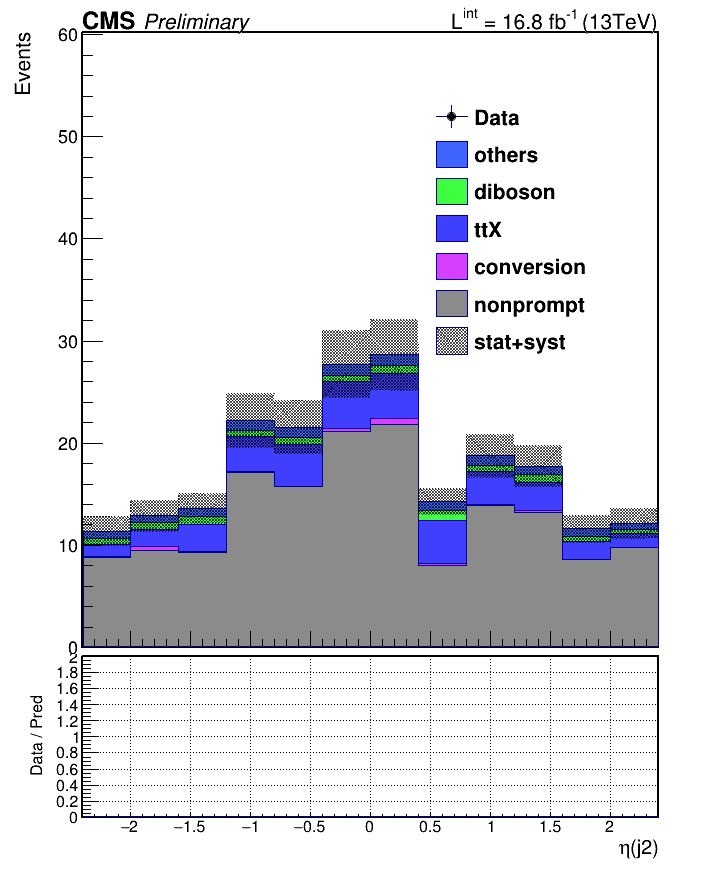 CMS Preliminary L^int = 16.8 fb^-1 (13TeV)
Events
60
50
40
30
20
10
0
Data
others
diboson
ttX
conversion
nonprompt
stat+syst
Data / Pred
2
1.8
1.6
1.4
1.2
1
0.8
0.6
0.4
0.2
0
−2 −1.5 −1 −0.5 0 0.5 1 1.5 2
η(j2)